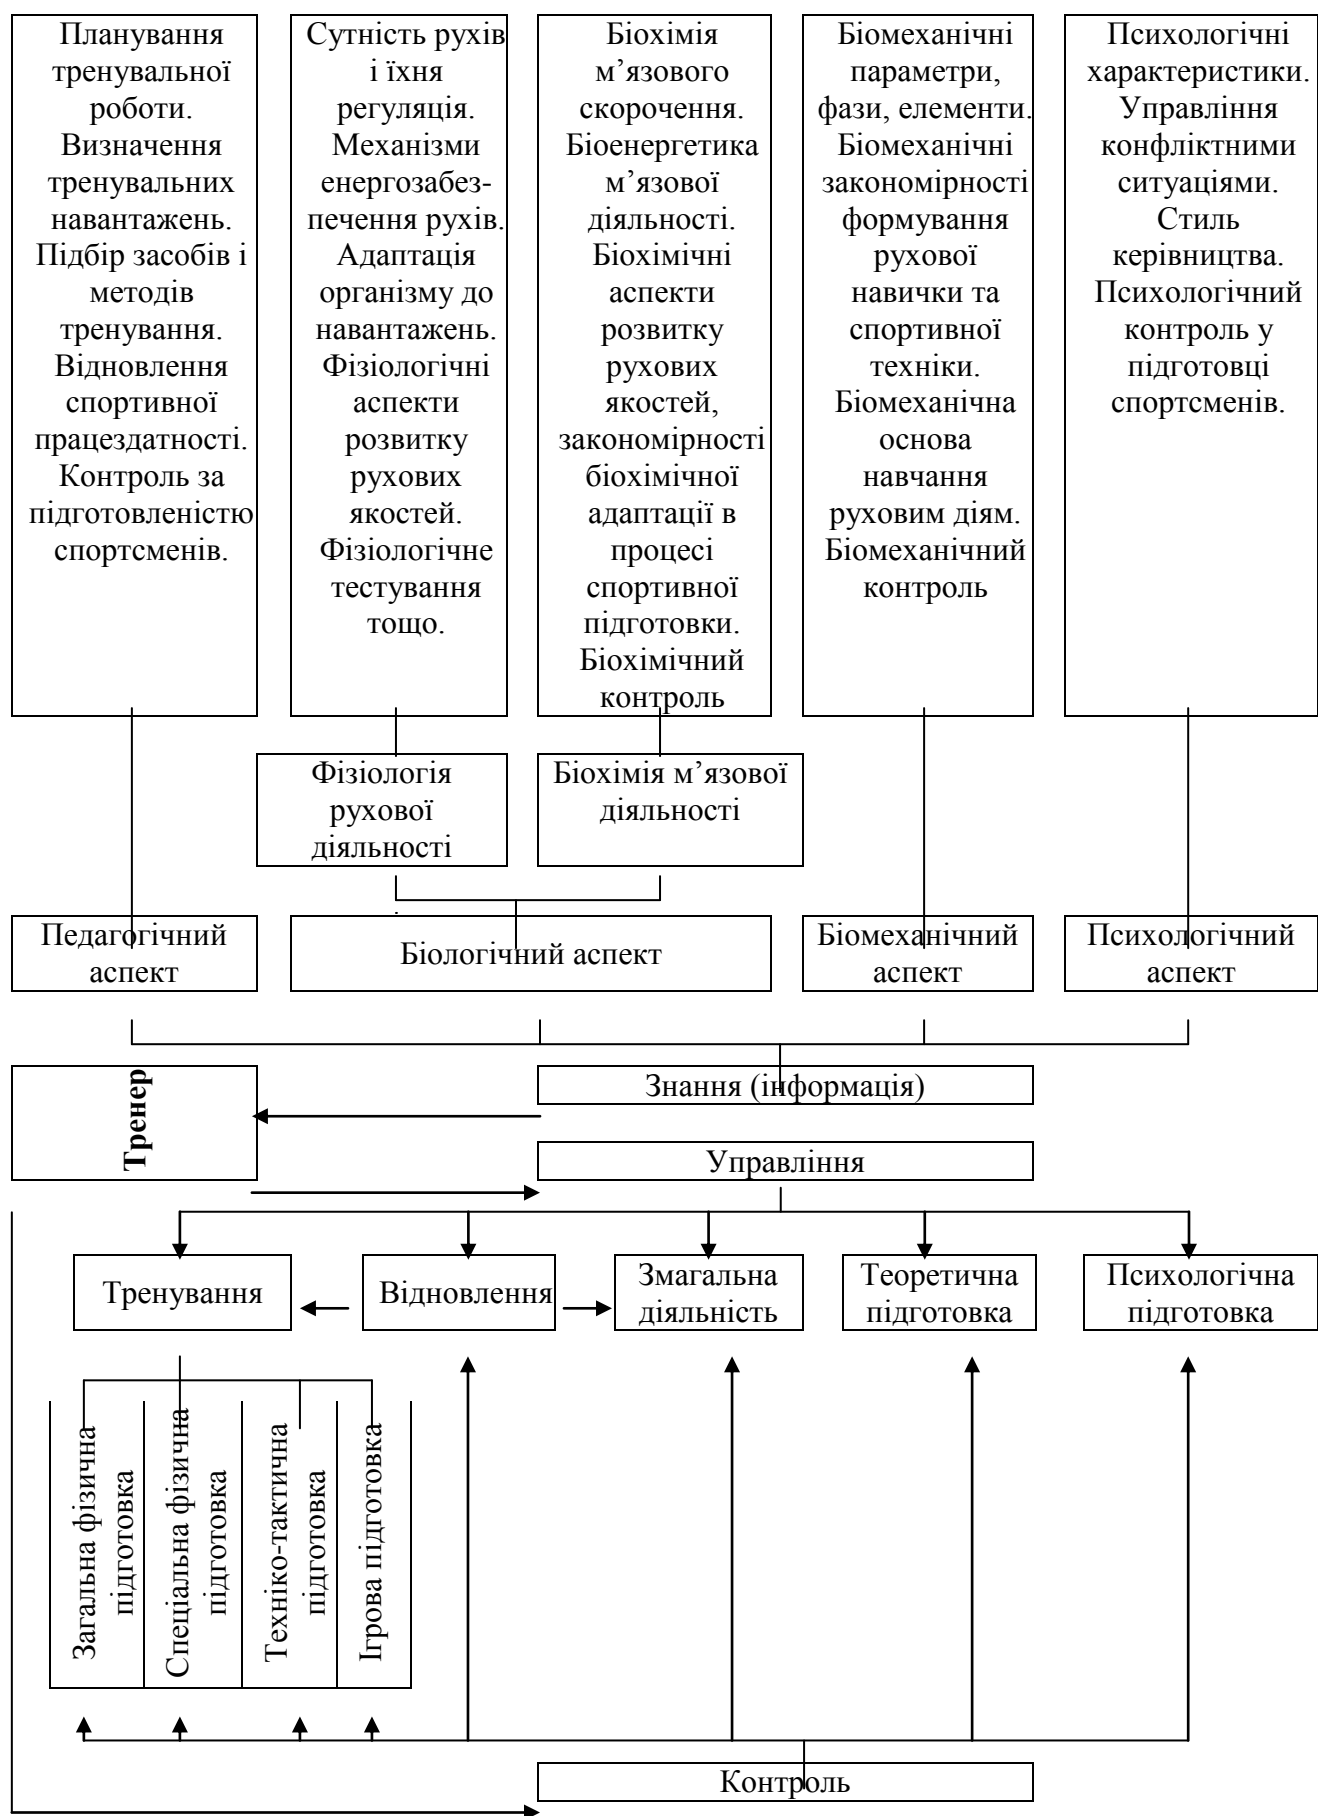 Планування
тренувальної
роботи.
Визначення
тренувальних
навантажень.
Підбір засобів і
методів
тренування.
Відновлення
спортивної
працездатності.
Контроль за
підготовленістю
спортсменів.
Сутність рухів
і їхня
регуляція.
Механізми
енергозабез-
печення рухів.
Адаптація
організму до
навантажень.
Фізіологічні
аспекти
розвитку
рухових
якостей.
Фізіологічне
тестування
тощо.
Біохімія
м’язового
скорочення.
Біоенергетика
м’язової
діяльності.
Біохімічні
аспекти
розвитку
рухових
якостей,
закономірності
біохімічної
адаптації в
процесі
спортивної
підготовки.
Біохімічний
контроль
Біомеханічні
параметри,
фази, елементи.
Біомеханічні
закономірності
формування
рухової
навички та
спортивної
техніки.
Біомеханічна
основа
навчання
руховим діям.
Біомеханічний
контроль
Психологічні
характеристики.
Управління
конфліктними
ситуаціями.
Стиль
керівництва.
Психологічний
контроль у
підготовці
спортсменів.
Фізіологія
рухової
діяльності
Біохімія м’язової
діяльності
Педагогічний
аспект
Біологічний аспект
Біомеханічний
аспект
Психологічний
аспект
Тренер
Знання (інформація)
Управління
Тренування
Відновлення
Змагальна
діяльність
Теоретична
підготовка
Психологічна
підготовка
Загальна фізична
підготовка
Спеціальна фізична
підготовка
Техніко-тактична
підготовка
Ігрова підготовка
Контроль